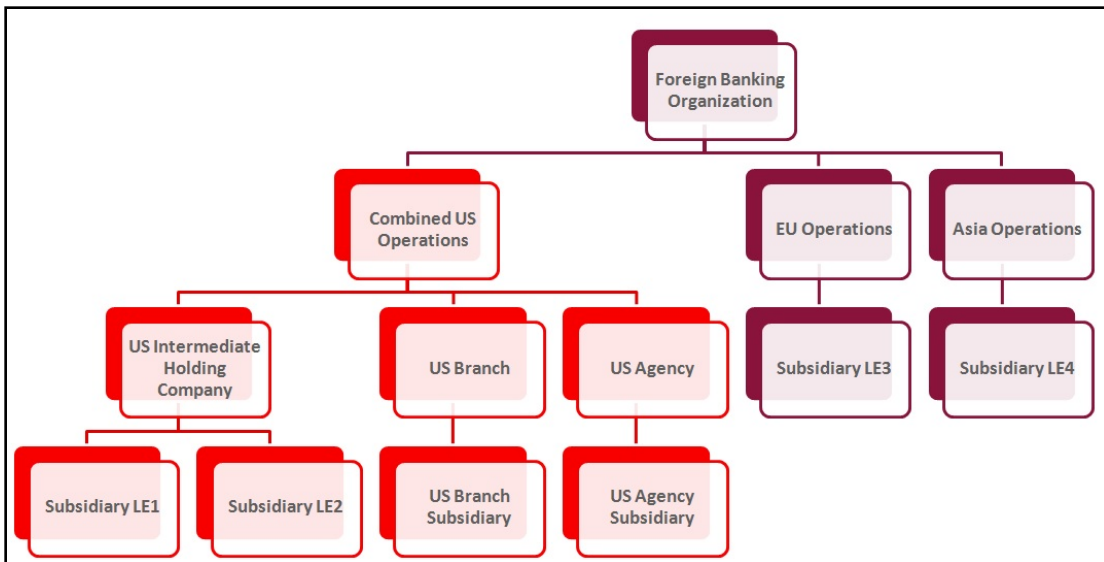 Foreign Banking
Organization
Combined US
Operations
EU Operations
Asia Operations
US Intermediate
Holding
Company
US Branch
US Agency
Subsidiary LE3
Subsidiary LE4
Subsidiary LE1
Subsidiary LE2
US Branch
Subsidiary
US Agency
Subsidiary